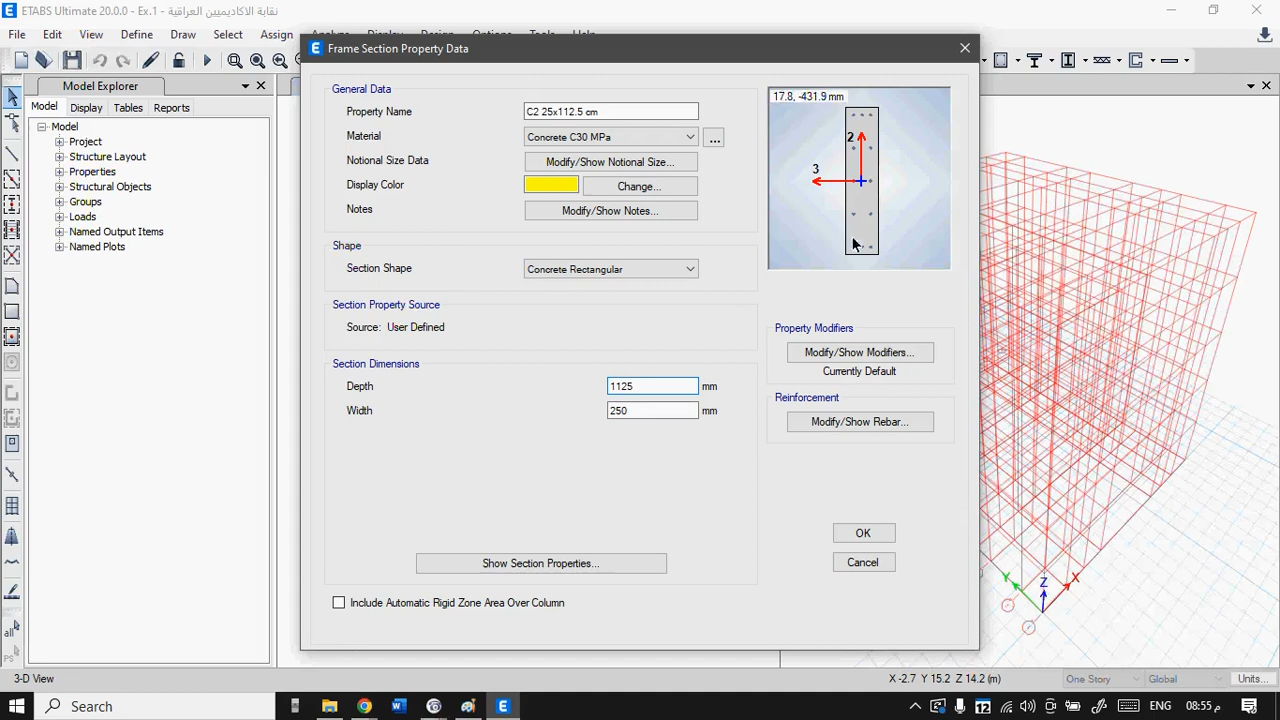 ETABS Ultimate 20.0.0 - Ex.1 - نقابة الاكاديميين العراقية
File Edit View Define Draw Select Assign
Frame Section Property Data
Model Explorer
Model Display Tables Reports
Model
Project
Structure Layout
Properties
Structural Objects
Groups
Loads
Named Output Items
Named Plots
General Data
Property Name C2 25x112.5 cm
Material Concrete C30 MPa ...
Notional Size Data Modify/Show Notional Size...
Display Color Change...
Notes Modify/Show Notes...
Shape
Section Shape Concrete Rectangular
Section Property Source
Source: User Defined
Section Dimensions
Depth 1125 mm
Width 250 mm
Show Section Properties...
Include Automatic Rigid Zone Area Over Column
17.8, -431.9 mm
2
3
Property Modifiers
Modify/Show Modifiers...
Currently Default
Reinforcement
Modify/Show Rebar...
OK
Cancel
Y Z X
all
PS
3-D View X -2.7 Y 15.2 Z 14.2 (m) One Story Global Units...
Search 12 ENG 08:55 م